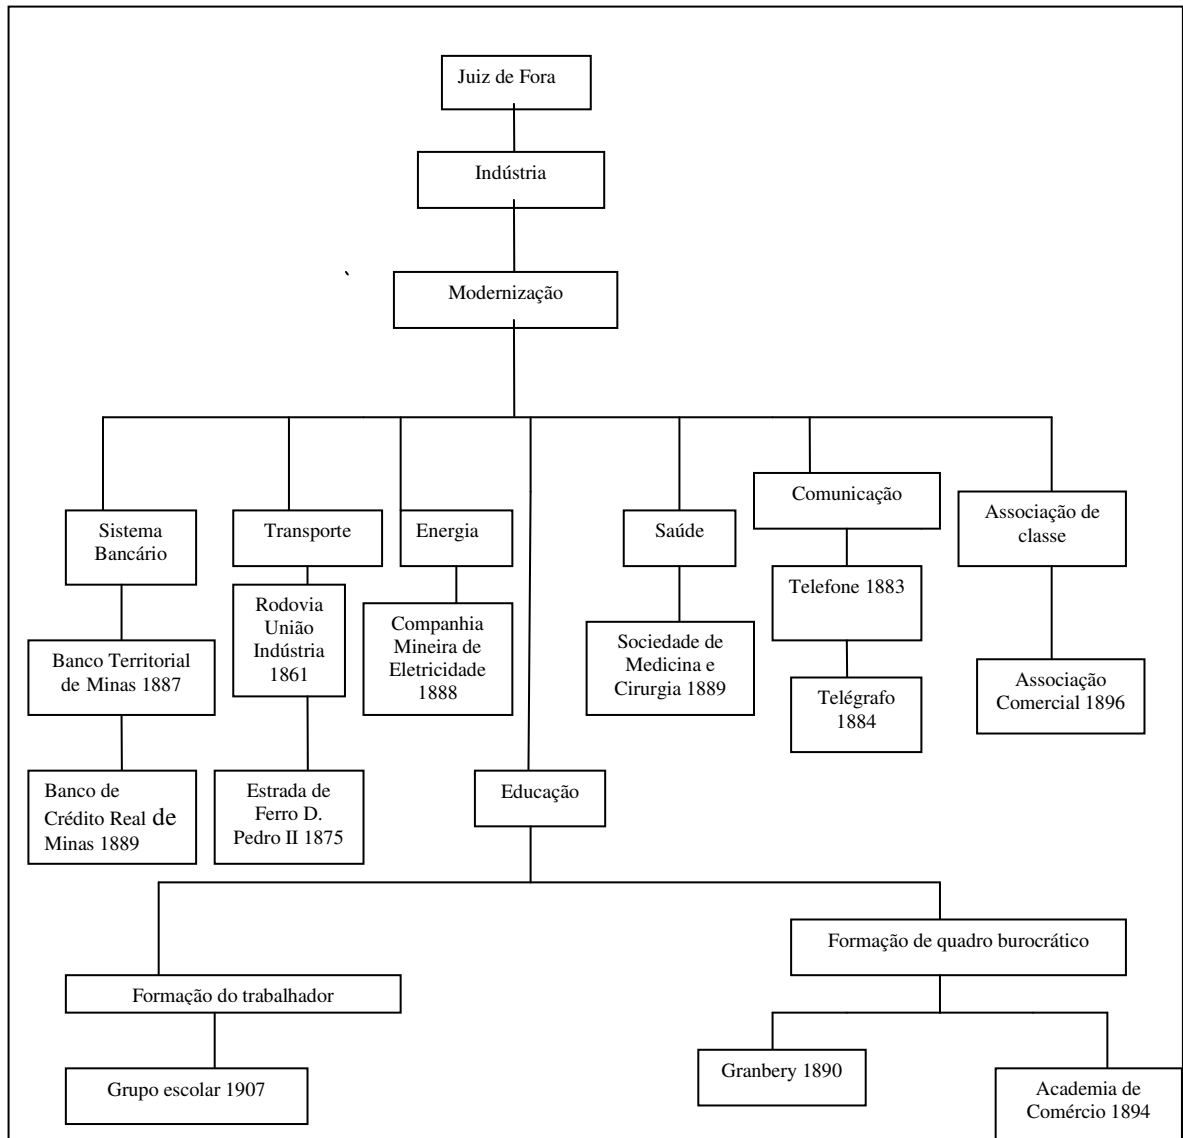 Juiz de Fora
Indústria
Modernização
Sistema
Bancário
Transporte
Energia
Saúde
Comunicação
Associação de
classe
Banco Territorial
de Minas 1887
Rodovia
União
Indústria
1861
Companhia
Mineira de
Eletricidade
1888
Sociedade de
Medicina e
Cirurgia 1889
Telefone 1883
Telégrafo
1884
Associação
Comercial 1896
Banco de
Crédito Real de
Minas 1889
Estrada de
Ferro D.
Pedro II 1875
Educação
Formação do trabalhador
Formação de quadro burocrático
Grupo escolar 1907
Granbery 1890
Academia de
Comércio 1894